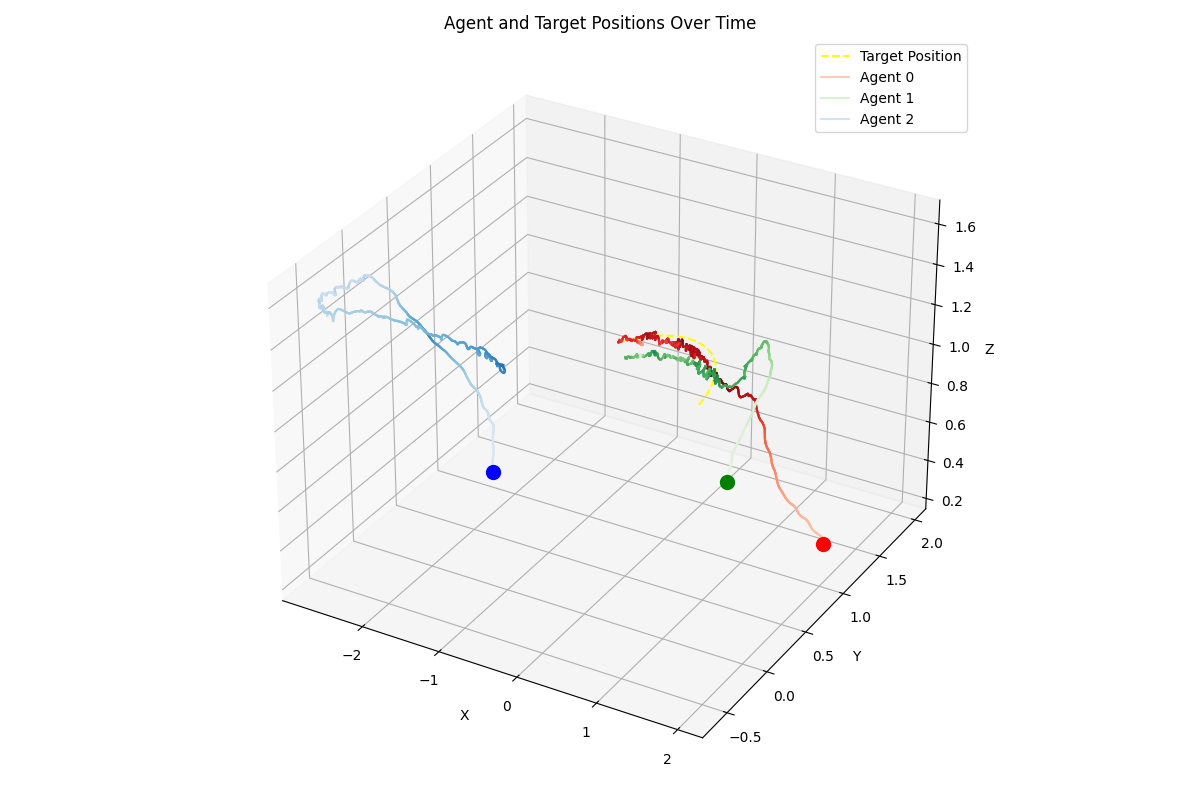 Agent and Target Positions Over Time
Target Position
Agent 0
Agent 1
Agent 2
1.6
1.4
1.2
1.0
0.8
0.6
0.4
0.2
Z
2.0
1.5
1.0
0.5
0.0
−0.5
Y
−2
−1
0
1
2
X